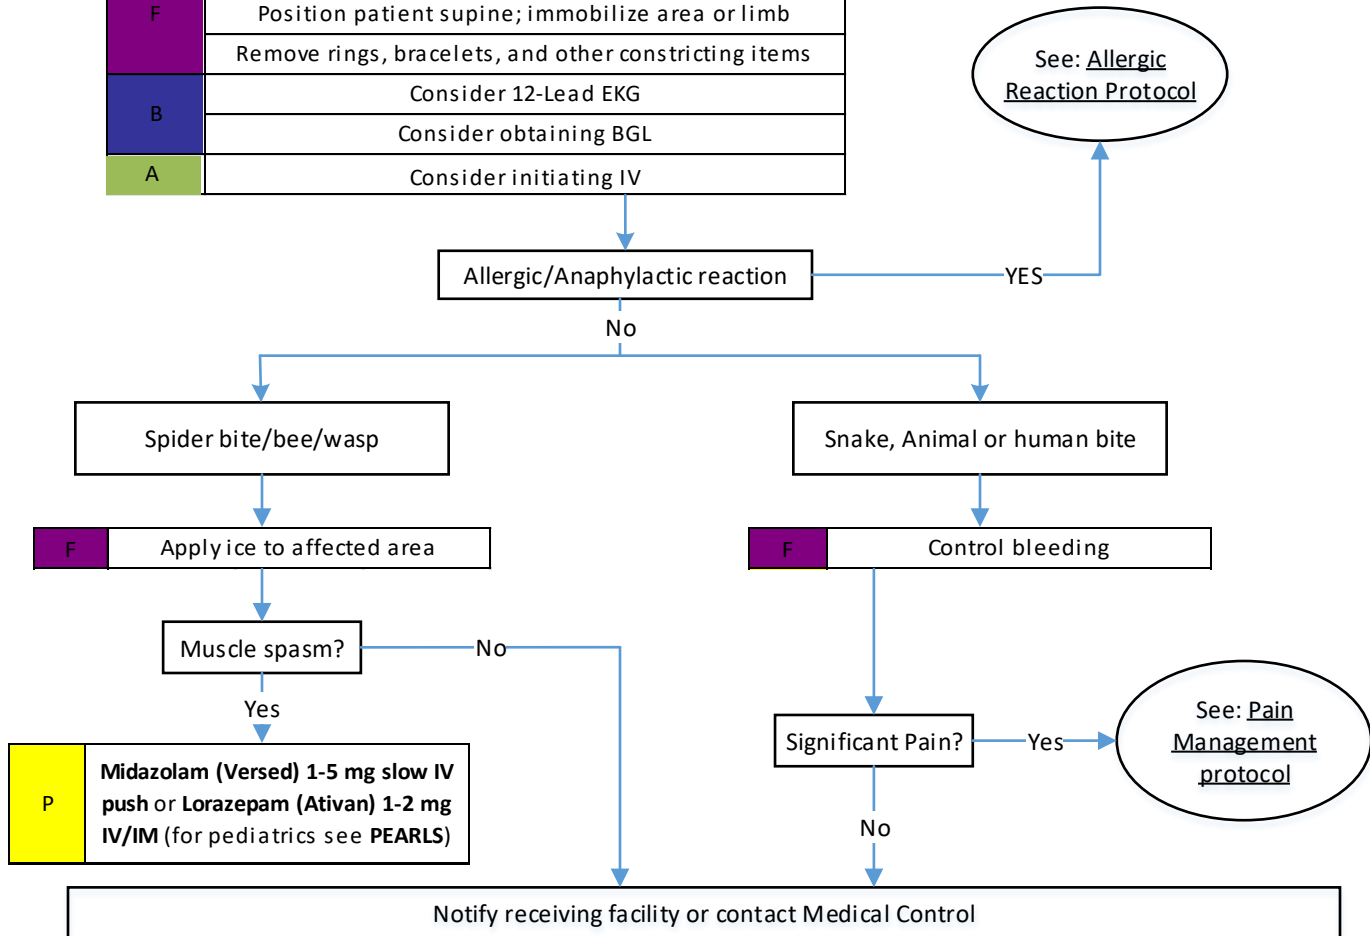 F
Position patient supine; immobilize area or limb
Remove rings, bracelets, and other constricting items
B
Consider 12-Lead EKG
Consider obtaining BGL
A
Consider initiating IV
See: Allergic
Reaction Protocol
Allergic/Anaphylactic reaction
YES
No
Spider bite/bee/wasp
Snake, Animal or human bite
F
Apply ice to affected area
F
Control bleeding
Muscle spasm?
No
Yes
Significant Pain?
Yes
See: Pain
Management
protocol
P
Midazolam (Versed) 1-5 mg slow IV
push or Lorazepam (Ativan) 1-2 mg
IV/IM (for pediatrics see PEARLS)
No
Notify receiving facility or contact Medical Control